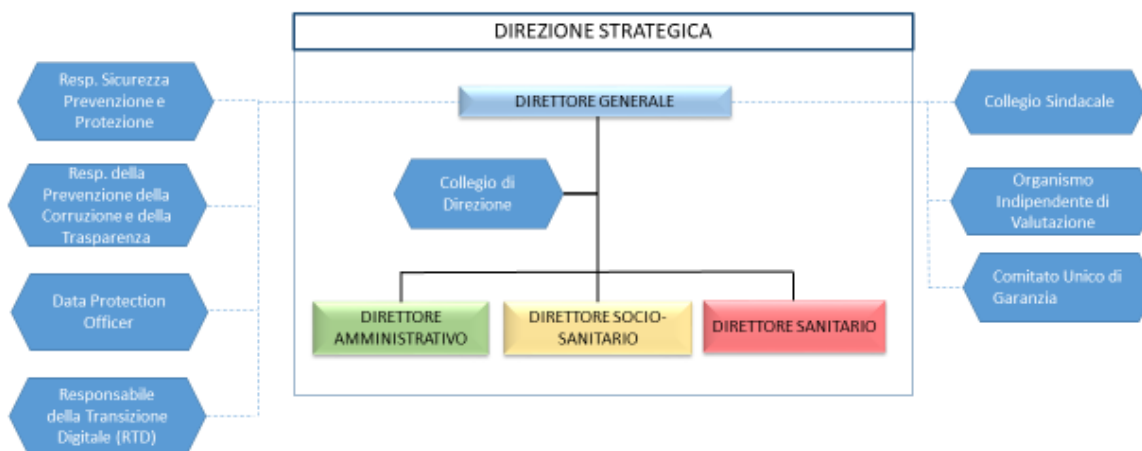 DIREZIONE STRATEGICA
Resp. Sicurezza
Prevenzione e
Protezione
DIRETTORE GENERALE
Collegio Sindacale
Resp. della
Prevenzione della
Corruzione e della
Trasparenza
Collegio di
Direzione
Organismo
Indipendente di
Valutazione
Data Protection
Officer
Comitato Unico di
Garanzia
DIRETTORE
AMMINISTRATIVO
DIRETTORE SOCIO-
SANITARIO
DIRETTORE SANITARIO
Responsabile
della Transizione
Digitale (RTD)